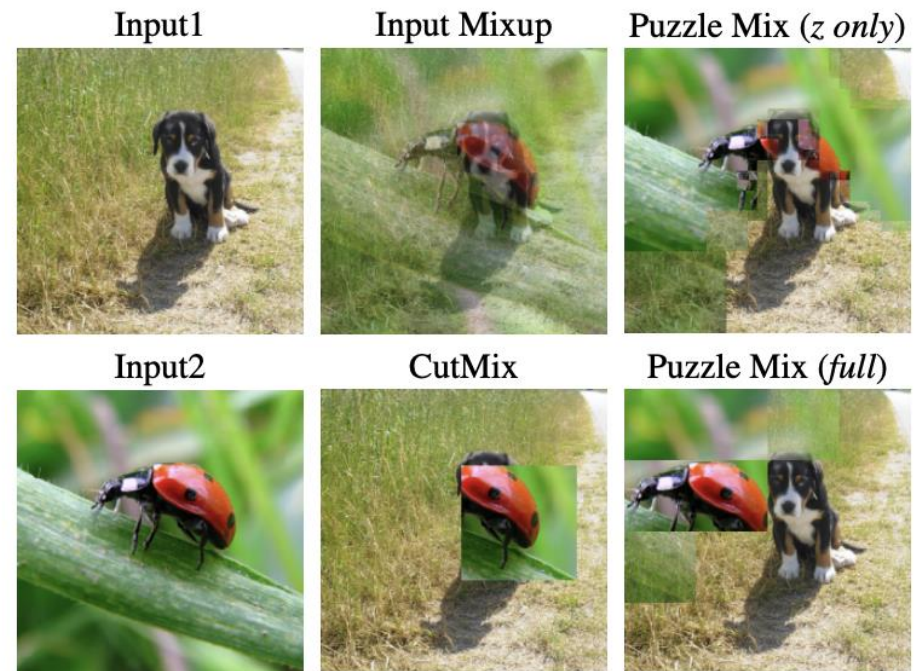 Input1
Input Mixup
Puzzle Mix (z only)
Input2
CutMix
Puzzle Mix (full)